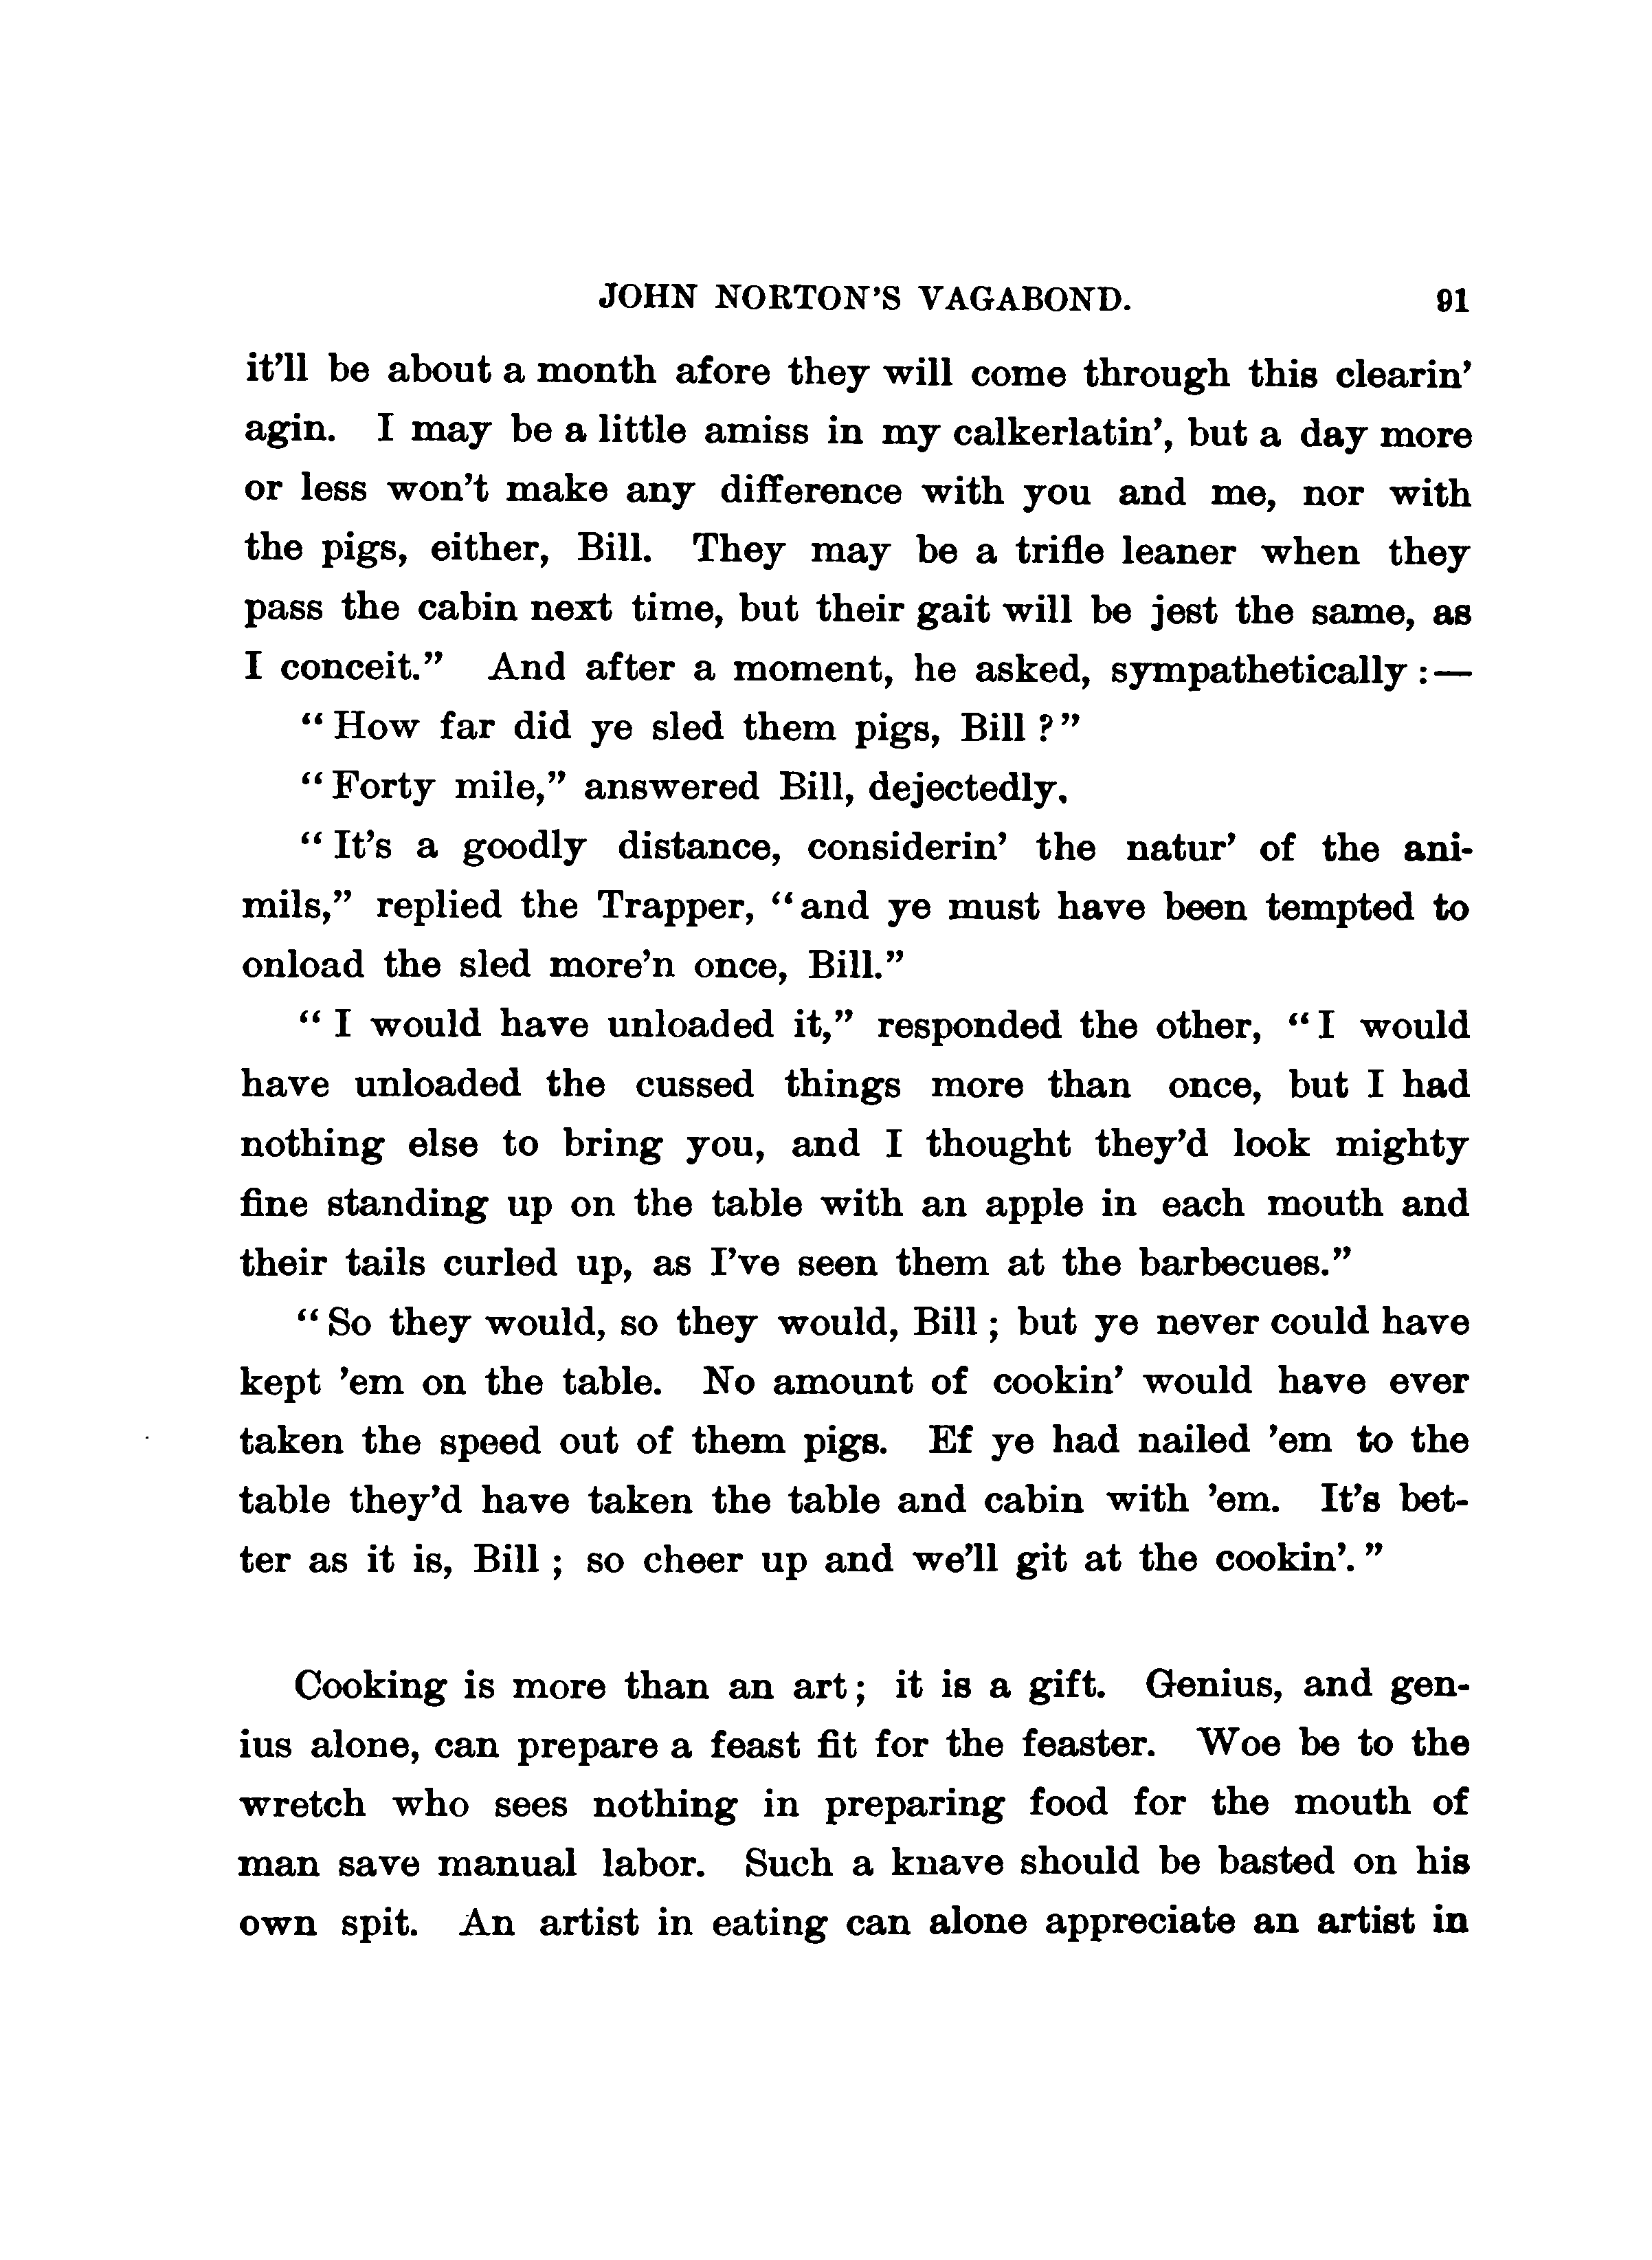 JOHN NORTON'S VAGABOND. 91
it'll be about a month afore they will come through this clearin'
agin. I may be a little amiss in my calkerlatin', but a day more
or less won't make any difference with you and me, nor with
the pigs, either, Bill. They may be a trifle leaner when they
pass the cabin next time, but their gait will be jest the same, as
I conceit.” And after a moment, he asked, sympathetically :—
“How far did ye sled them pigs, Bill ?”
“Forty mile,” answered Bill, dejectedly.
“It's a goodly distance, considerin' the natur' of the ani-
mils,” replied the Trapper, “and ye must have been tempted to
onload the sled more'n once, Bill.”
“I would have unloaded it,” responded the other, “I would
have unloaded the cussed things more than once, but I had
nothing else to bring you, and I thought they'd look mighty
fine standing up on the table with an apple in each mouth and
their tails curled up, as I've seen them at the barbecues.”
“So they would, so they would, Bill ; but ye never could have
kept 'em on the table. No amount of cookin' would have ever
taken the speed out of them pigs. Ef ye had nailed 'em to the
table they'd have taken the table and cabin with 'em. It's bet-
ter as it is, Bill ; so cheer up and we'll git at the cookin'.”
Cooking is more than an art ; it is a gift. Genius, and gen-
ius alone, can prepare a feast fit for the feaster. Woe be to the
wretch who sees nothing in preparing food for the mouth of
man save manual labor. Such a knave should be basted on his
own spit. An artist in eating can alone appreciate an artist in